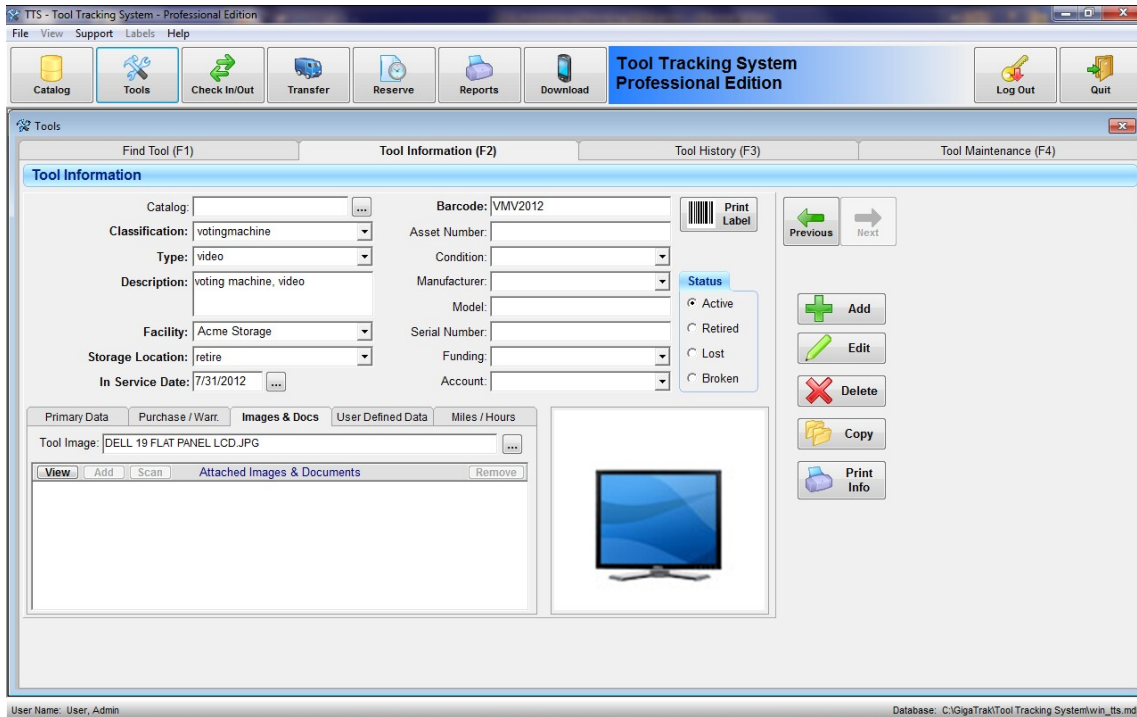 TTS - Tool Tracking System - Professional Edition
File View Support Labels Help
Catalog Tools Check In/Out Transfer Reserve Reports Download
Tool Tracking System
Professional Edition
Log Out Quit
Tools
Find Tool (F1) Tool Information (F2) Tool History (F3) Tool Maintenance (F4)
Tool Information
Catalog: ... Barcode: VMV2012 Print Label
Previous Next
Classification: votingmachine Asset Number:
Type: video Condition:
Description: voting machine, video Manufacturer: Status
Model: Active Add
Facility: Acme Storage Serial Number: Retired
Storage Location: retire Funding: Lost Edit
In Service Date: 7/31/2012 ... Account: Broken
Delete
Primary Data Purchase / Warr. Images & Docs User Defined Data Miles / Hours
Copy
Tool Image: DELL 19 FLAT PANEL LCD.JPG ...
View Add Scan Attached Images & Documents Remove
Print
Info
User Name: User, Admin Database: C:\GigaTrak\Tool Tracking System\win_tts.md